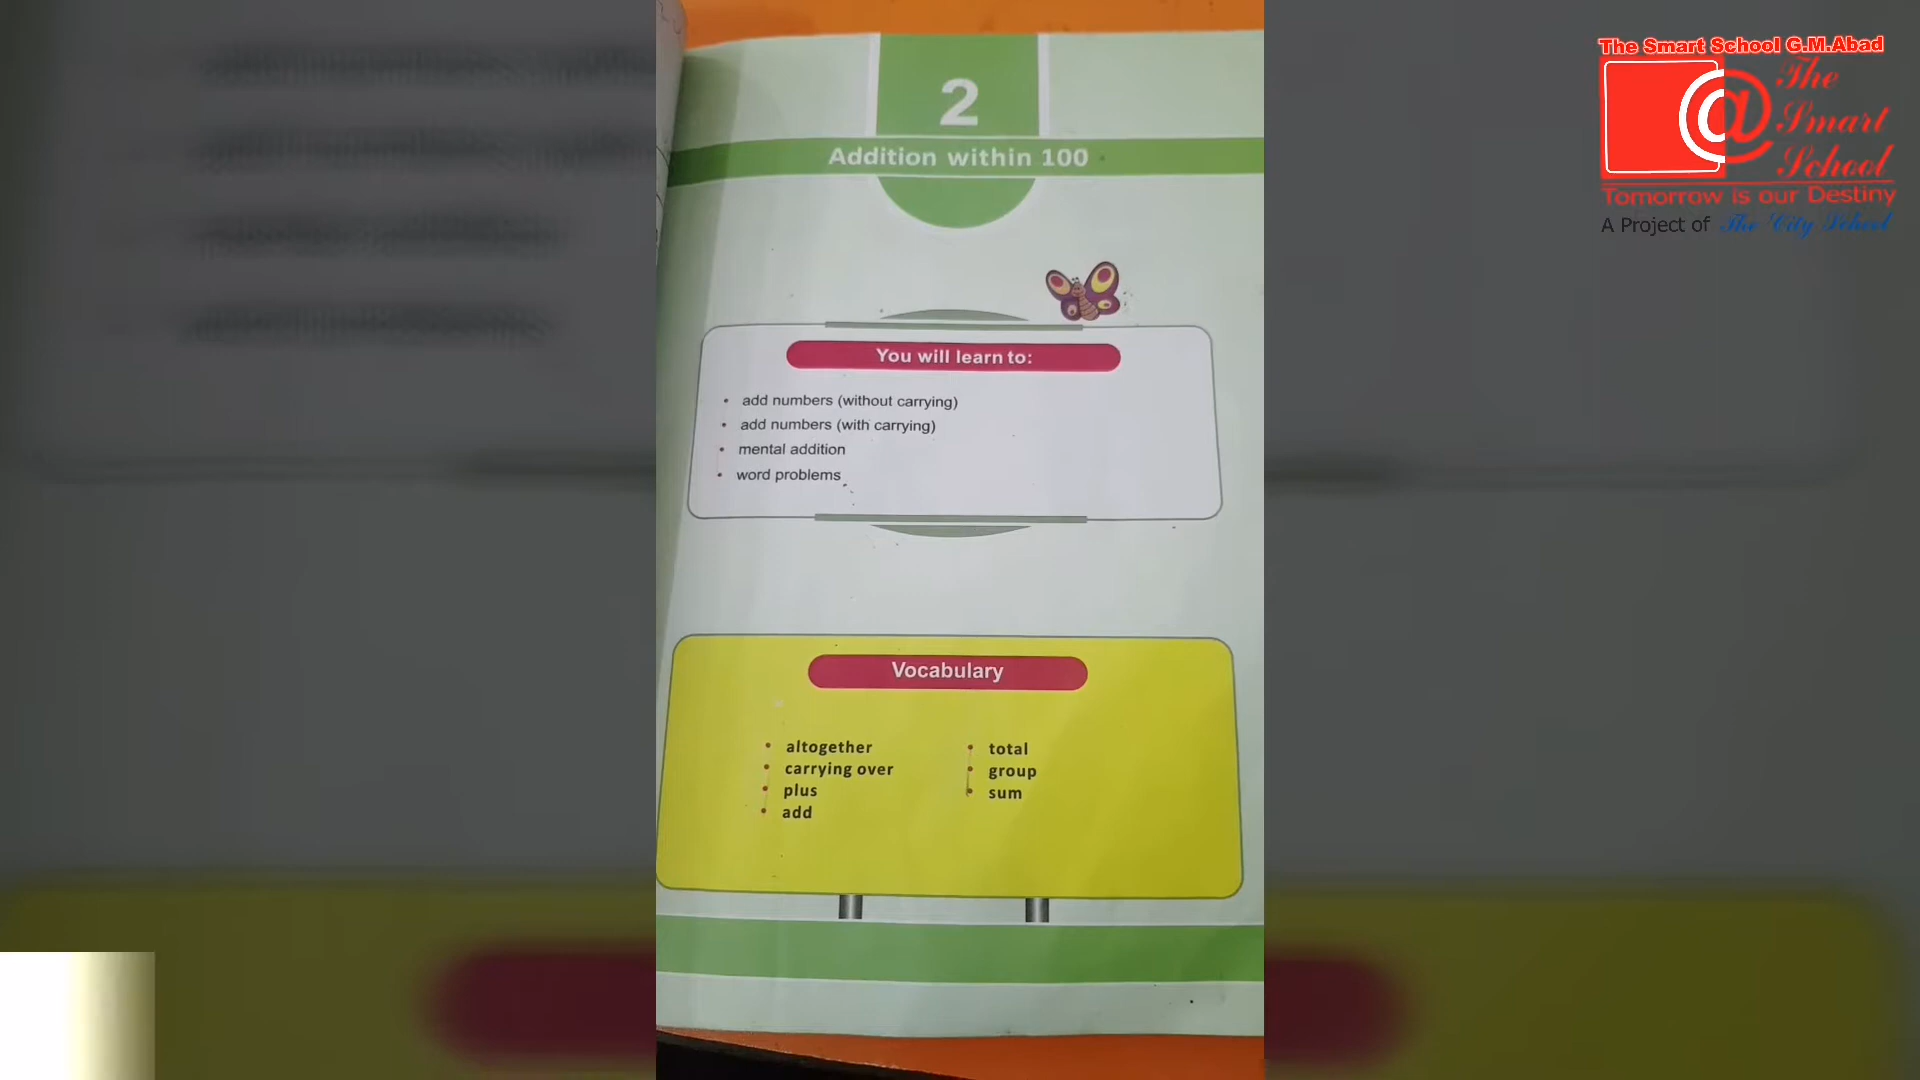 The Smart School G.M.Abad
The
Smart
School
Tomorrow is our Destiny
A Project of The City School
2
Addition within 100
You will learn to:
• add numbers (without carrying)
• add numbers (with carrying)
• mental addition
• word problems
Vocabulary
• altogether
• carrying over
• plus
• add
• total
• group
• sum